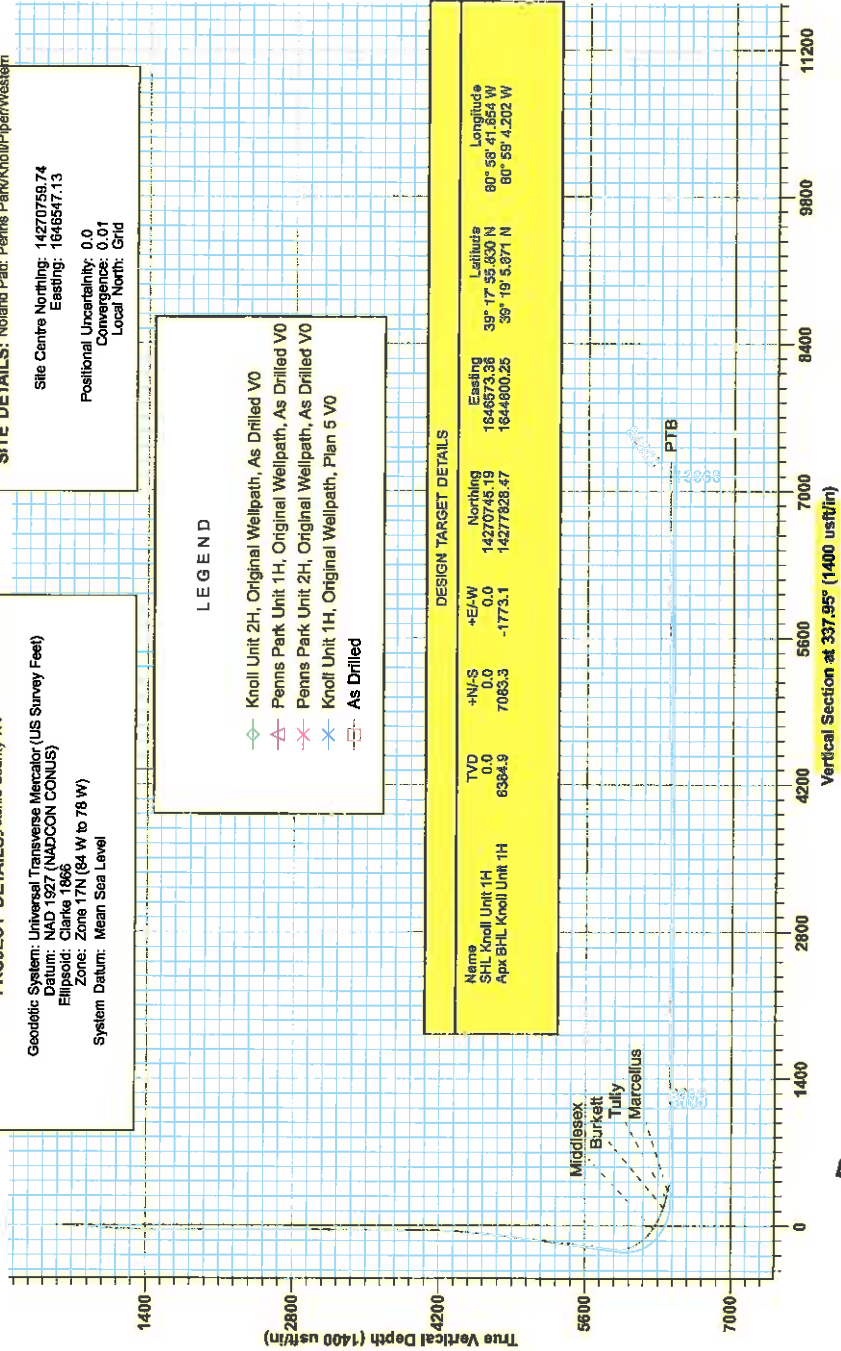 SITE DETAILS: Noland Pad: Penns Park/Knoll/Piper/Western
Site Centre Northing: 14270759.74
Easting: 1646547.13
Positional Uncertainity: 0.0
Convergence: 0.01
Local North: Grid
Geodetic System: Universal Transverse Mercator (US Survey Feet)
Datum: NAD 1927 (NADCON CONUS)
Ellipsoid: Clarke 1866
Zone: Zone 17N (84 W to 78 W)
System Datum: Mean Sea Level
LEGEND
Knoll Unit 2H, Original Wellpath, As Drilled V0
Penns Park Unit 1H, Original Wellpath, As Drilled V0
Penns Park Unit 2H, Original Wellpath, As Drilled V0
Knoll Unit 1H, Original Wellpath, Plan 5 V0
As Drilled
DESIGN TARGET DETAILS
Name TVD +N/-S +E/-W Northing Easting Latitude Longitude
SHL Knoll Unit 1H 0.0 0.0 0.0 14270745.19 1646573.36 39° 17' 55.830 N 80° 58' 41.654 W
Apx BHL Knoll Unit 1H 6384.9 7083.3 -1773.1 14277828.47 1644800.25 39° 19' 5.871 N 80° 59' 4.202 W
Middlesex
Burkett
Tully
Marcellus
PTB
True Vertical Depth (1400 usft/in)
1400
2800
4200
5600
7000
0 1400 2800 4200 5600 7000 8400 9800 11200
Vertical Section at 337.95° (1400 usft/in)